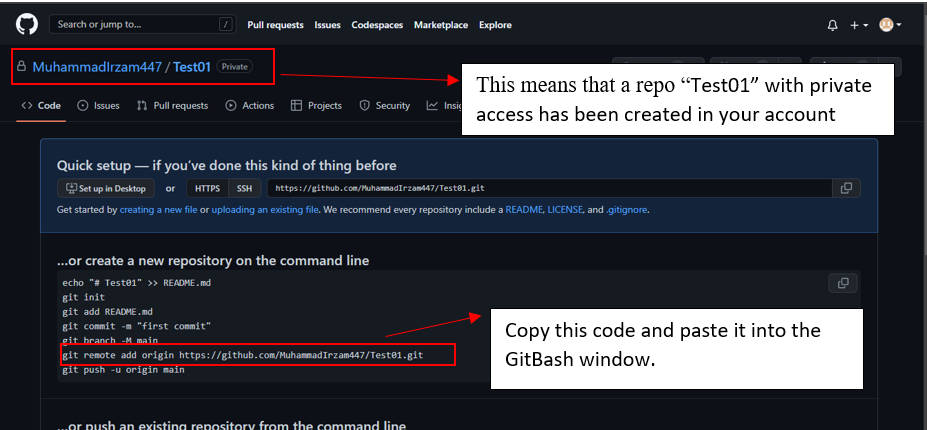 Search or jump to... /
Pull requests Issues Codespaces Marketplace Explore
MuhammadIrzam447 / Test01 Private
This means that a repo “Test01” with private
access has been created in your account
Code Issues Pull requests Actions Projects Security
Quick setup — if you’ve done this kind of thing before
Set up in Desktop or HTTPS SSH https://github.com/MuhammadIrzam447/Test01.git
Get started by creating a new file or uploading an existing file. We recommend every repository include a README, LICENSE, and .gitignore.
...or create a new repository on the command line
echo "# Test01" >> README.md
git init
git add README.md
git commit -m "first commit"
git branch -M main
git remote add origin https://github.com/MuhammadIrzam447/Test01.git
git push -u origin main
Copy this code and paste it into the
GitBash window.
...or push an existing repository from the command line